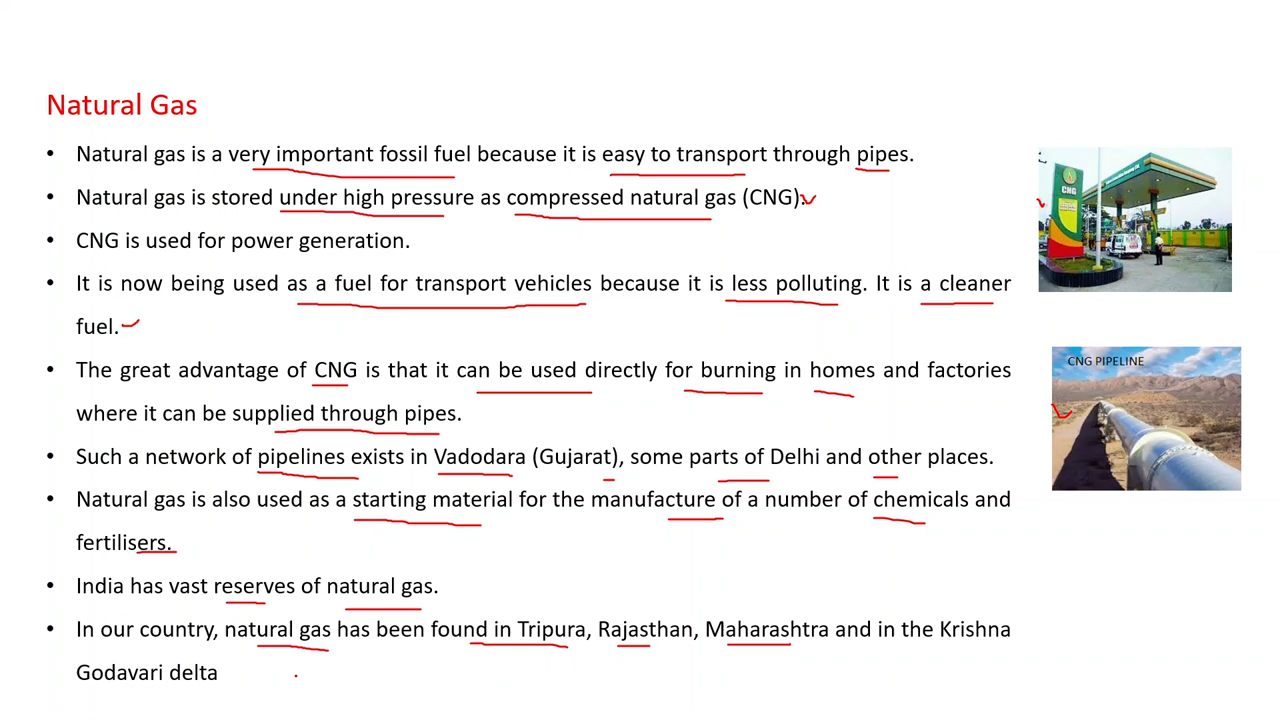 Natural Gas
• Natural gas is a very important fossil fuel because it is easy to transport through pipes.
• Natural gas is stored under high pressure as compressed natural gas (CNG).
• CNG is used for power generation.
• It is now being used as a fuel for transport vehicles because it is less polluting. It is a cleaner
fuel.
• The great advantage of CNG is that it can be used directly for burning in homes and factories
where it can be supplied through pipes.
• Such a network of pipelines exists in Vadodara (Gujarat), some parts of Delhi and other places.
• Natural gas is also used as a starting material for the manufacture of a number of chemicals and
fertilisers.
• India has vast reserves of natural gas.
• In our country, natural gas has been found in Tripura, Rajasthan, Maharashtra and in the Krishna
Godavari delta
CNG
CNG PIPELINE